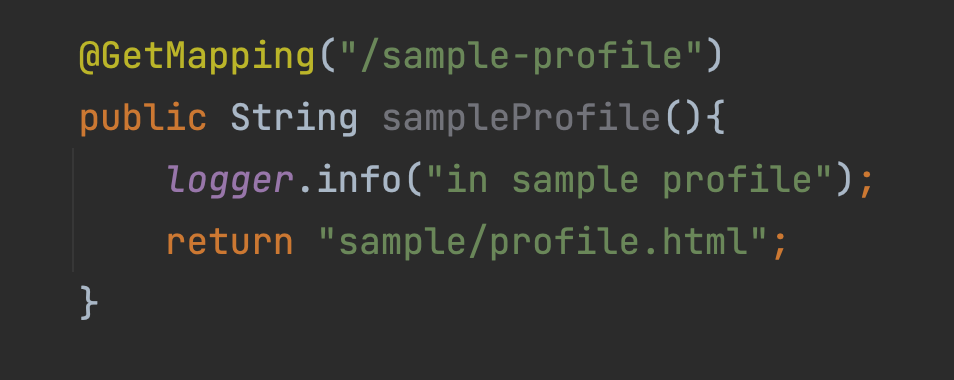 @GetMapping("/sample-profile")
public String sampleProfile(){
    logger.info("in sample profile");
    return "sample/profile.html";
}